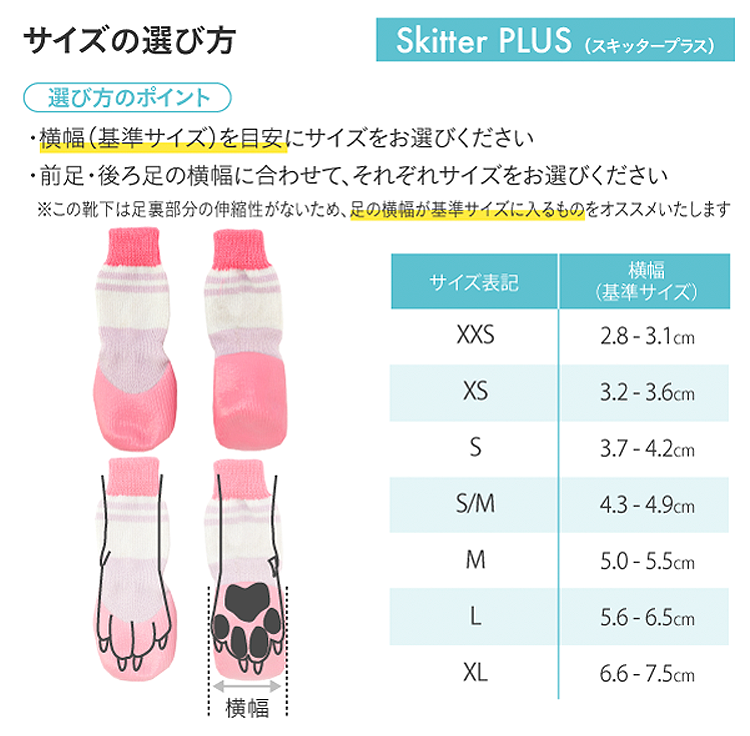 サイズの選び方
Skitter PLUS（スキッタープラス）
選び方のポイント
・横幅（基準サイズ）を目安にサイズをお選びください
・前足・後ろ足の横幅に合わせて、それぞれサイズをお選びください
※この靴下は足裏部分の伸縮性がないため、足の横幅が基準サイズに入るものをオススメいたします
サイズ表記 横幅（基準サイズ）
XXS 2.8 - 3.1cm
XS 3.2 - 3.6cm
S 3.7 - 4.2cm
S/M 4.3 - 4.9cm
M 5.0 - 5.5cm
L 5.6 - 6.5cm
XL 6.6 - 7.5cm
横幅